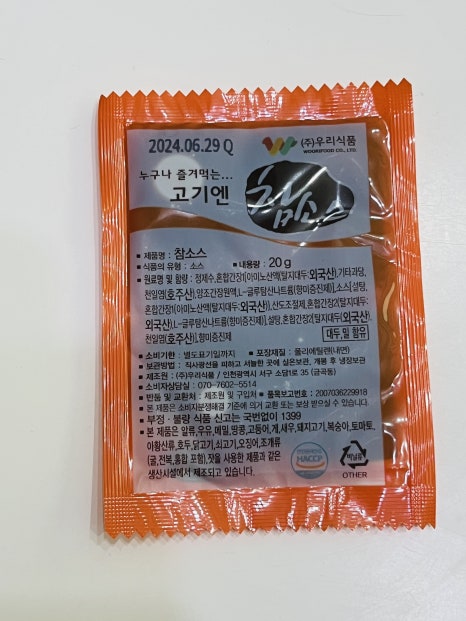 2024.06.29 Q
(주)우리식품
WOORIFOOD CO., LTD.
누구나 즐겨먹는...
고기엔
참소스
■ 제품명 : 참소스
■ 식품의 유형 : 소스 ■ 내용량 : 20 g
■ 원료명 및 함량 : 정제수,혼합간장1{아미노산액(탈지대두:외국산),기타과당,
천일염(호주산),양조간장원액,L-글루탐산나트륨(향미증진제)},소스식설탕,
혼합간장1{아미노산액(탈지대두:외국산)},산도조절제,혼합간장2{탈지대두:
외국산),L-글루탐산나트륨(향미증진제)},설탕,혼합간장2(탈지대두:외국산),
천일염(호주산),향미증진제
대두,밀 함유
■ 소비기한 : 별도표기일까지 ■ 포장재질 : 폴리에틸렌(내면)
■ 보관방법 : 직사광선을 피하고 서늘한 곳에 실온보관, 개봉 후 냉장보관
■ 제조원 : (주)우리식품 / 인천광역시 서구 소담1로 35 (금곡동)
■ 소비자상담실 : 070-7602-5514
■ 반품 및 교환처 : 제조원 및 구입처 ■ 품목보고번호 : 2007036229918
■ 본 제품은 소비자분쟁해결 기준에 의거 교환 또는 보상 받으실 수 있습니다.
■ 부정·불량 식품 신고는 국번없이 1399
■ 본 제품은 알류,우유,메밀,땅콩,고등어,게,새우,돼지고기,복숭아,토마토,
아황산류,호두,닭고기,쇠고기,오징어,조개류
(굴,전복,홍합 포함),잣을 사용한 제품과 같은
생산시설에서 제조되고 있습니다.
HACCP
비닐류
OTHER